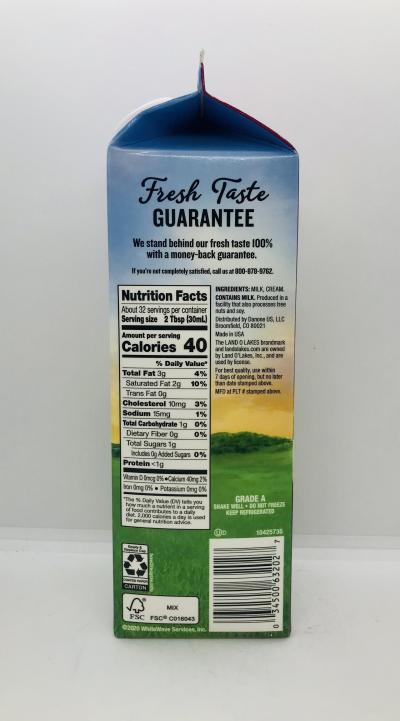 Fresh Taste
GUARANTEE
We stand behind our fresh taste 100%
with a money-back guarantee.
If you're not completely satisfied, call us at 800-878-9762.
Nutrition Facts
About 32 servings per container
Serving size 2 Tbsp (30mL)
Amount per serving
Calories 40
% Daily Value*
Total Fat 3g 4%
Saturated Fat 2g 10%
Trans Fat 0g
Cholesterol 10mg 3%
Sodium 15mg 1%
Total Carbohydrate 1g 0%
Dietary Fiber 0g 0%
Total Sugars 1g
Includes 0g Added Sugars 0%
Protein <1g
Vitamin D 0mcg 0% • Calcium 40mg 2%
Iron 0mg 0% • Potassium 0mg 0%
*The % Daily Value (DV) tells you
how much a nutrient in a serving
of food contributes to a daily
diet. 2,000 calories a day is used
for general nutrition advice.
INGREDIENTS: MILK, CREAM.
CONTAINS MILK. Produced in a
facility that also processes tree
nuts and soy.
Distributed by Danone US, LLC
Broomfield, CO 80021
Made in USA
The LAND O LAKES brandmark
and landolakes.com are owned
by Land O'Lakes, Inc., and are
used by license.
For best quality, use within
7 days of opening, but no later
than date stamped above.
MFD at PLT # stamped above.
GRADE A
SHAKE WELL • DO NOT FREEZE
KEEP REFRIGERATED
U D 10425735
CARTON
FSC
MIX
FSC® C016043
©2020 WhiteWave Services, Inc.
0 34500 63202 7